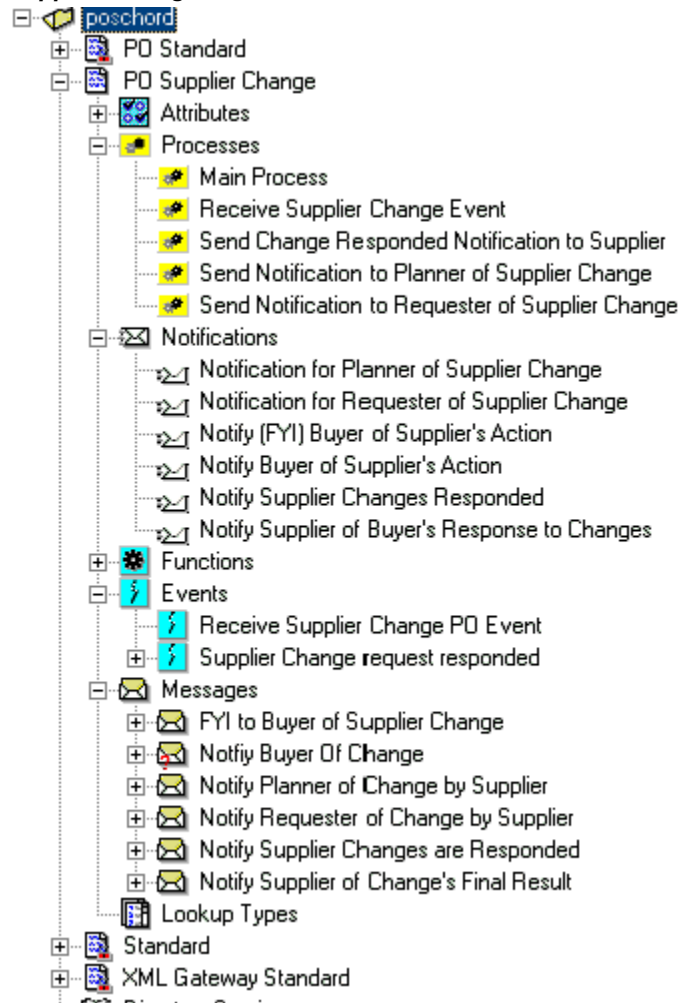 poschord
PO Standard
PO Supplier Change
Attributes
Processes
Main Process
Receive Supplier Change Event
Send Change Responded Notification to Supplier
Send Notification to Planner of Supplier Change
Send Notification to Requester of Supplier Change
Notifications
Notification for Planner of Supplier Change
Notification for Requester of Supplier Change
Notify (FYI) Buyer of Supplier's Action
Notify Buyer of Supplier's Action
Notify Supplier Changes Responded
Notify Supplier of Buyer's Response to Changes
Functions
Events
Receive Supplier Change PO Event
Supplier Change request responded
Messages
FYI to Buyer of Supplier Change
Notfiy Buyer Of Change
Notify Planner of Change by Supplier
Notify Requester of Change by Supplier
Notify Supplier Changes are Responded
Notify Supplier of Change's Final Result
Lookup Types
Standard
XML Gateway Standard